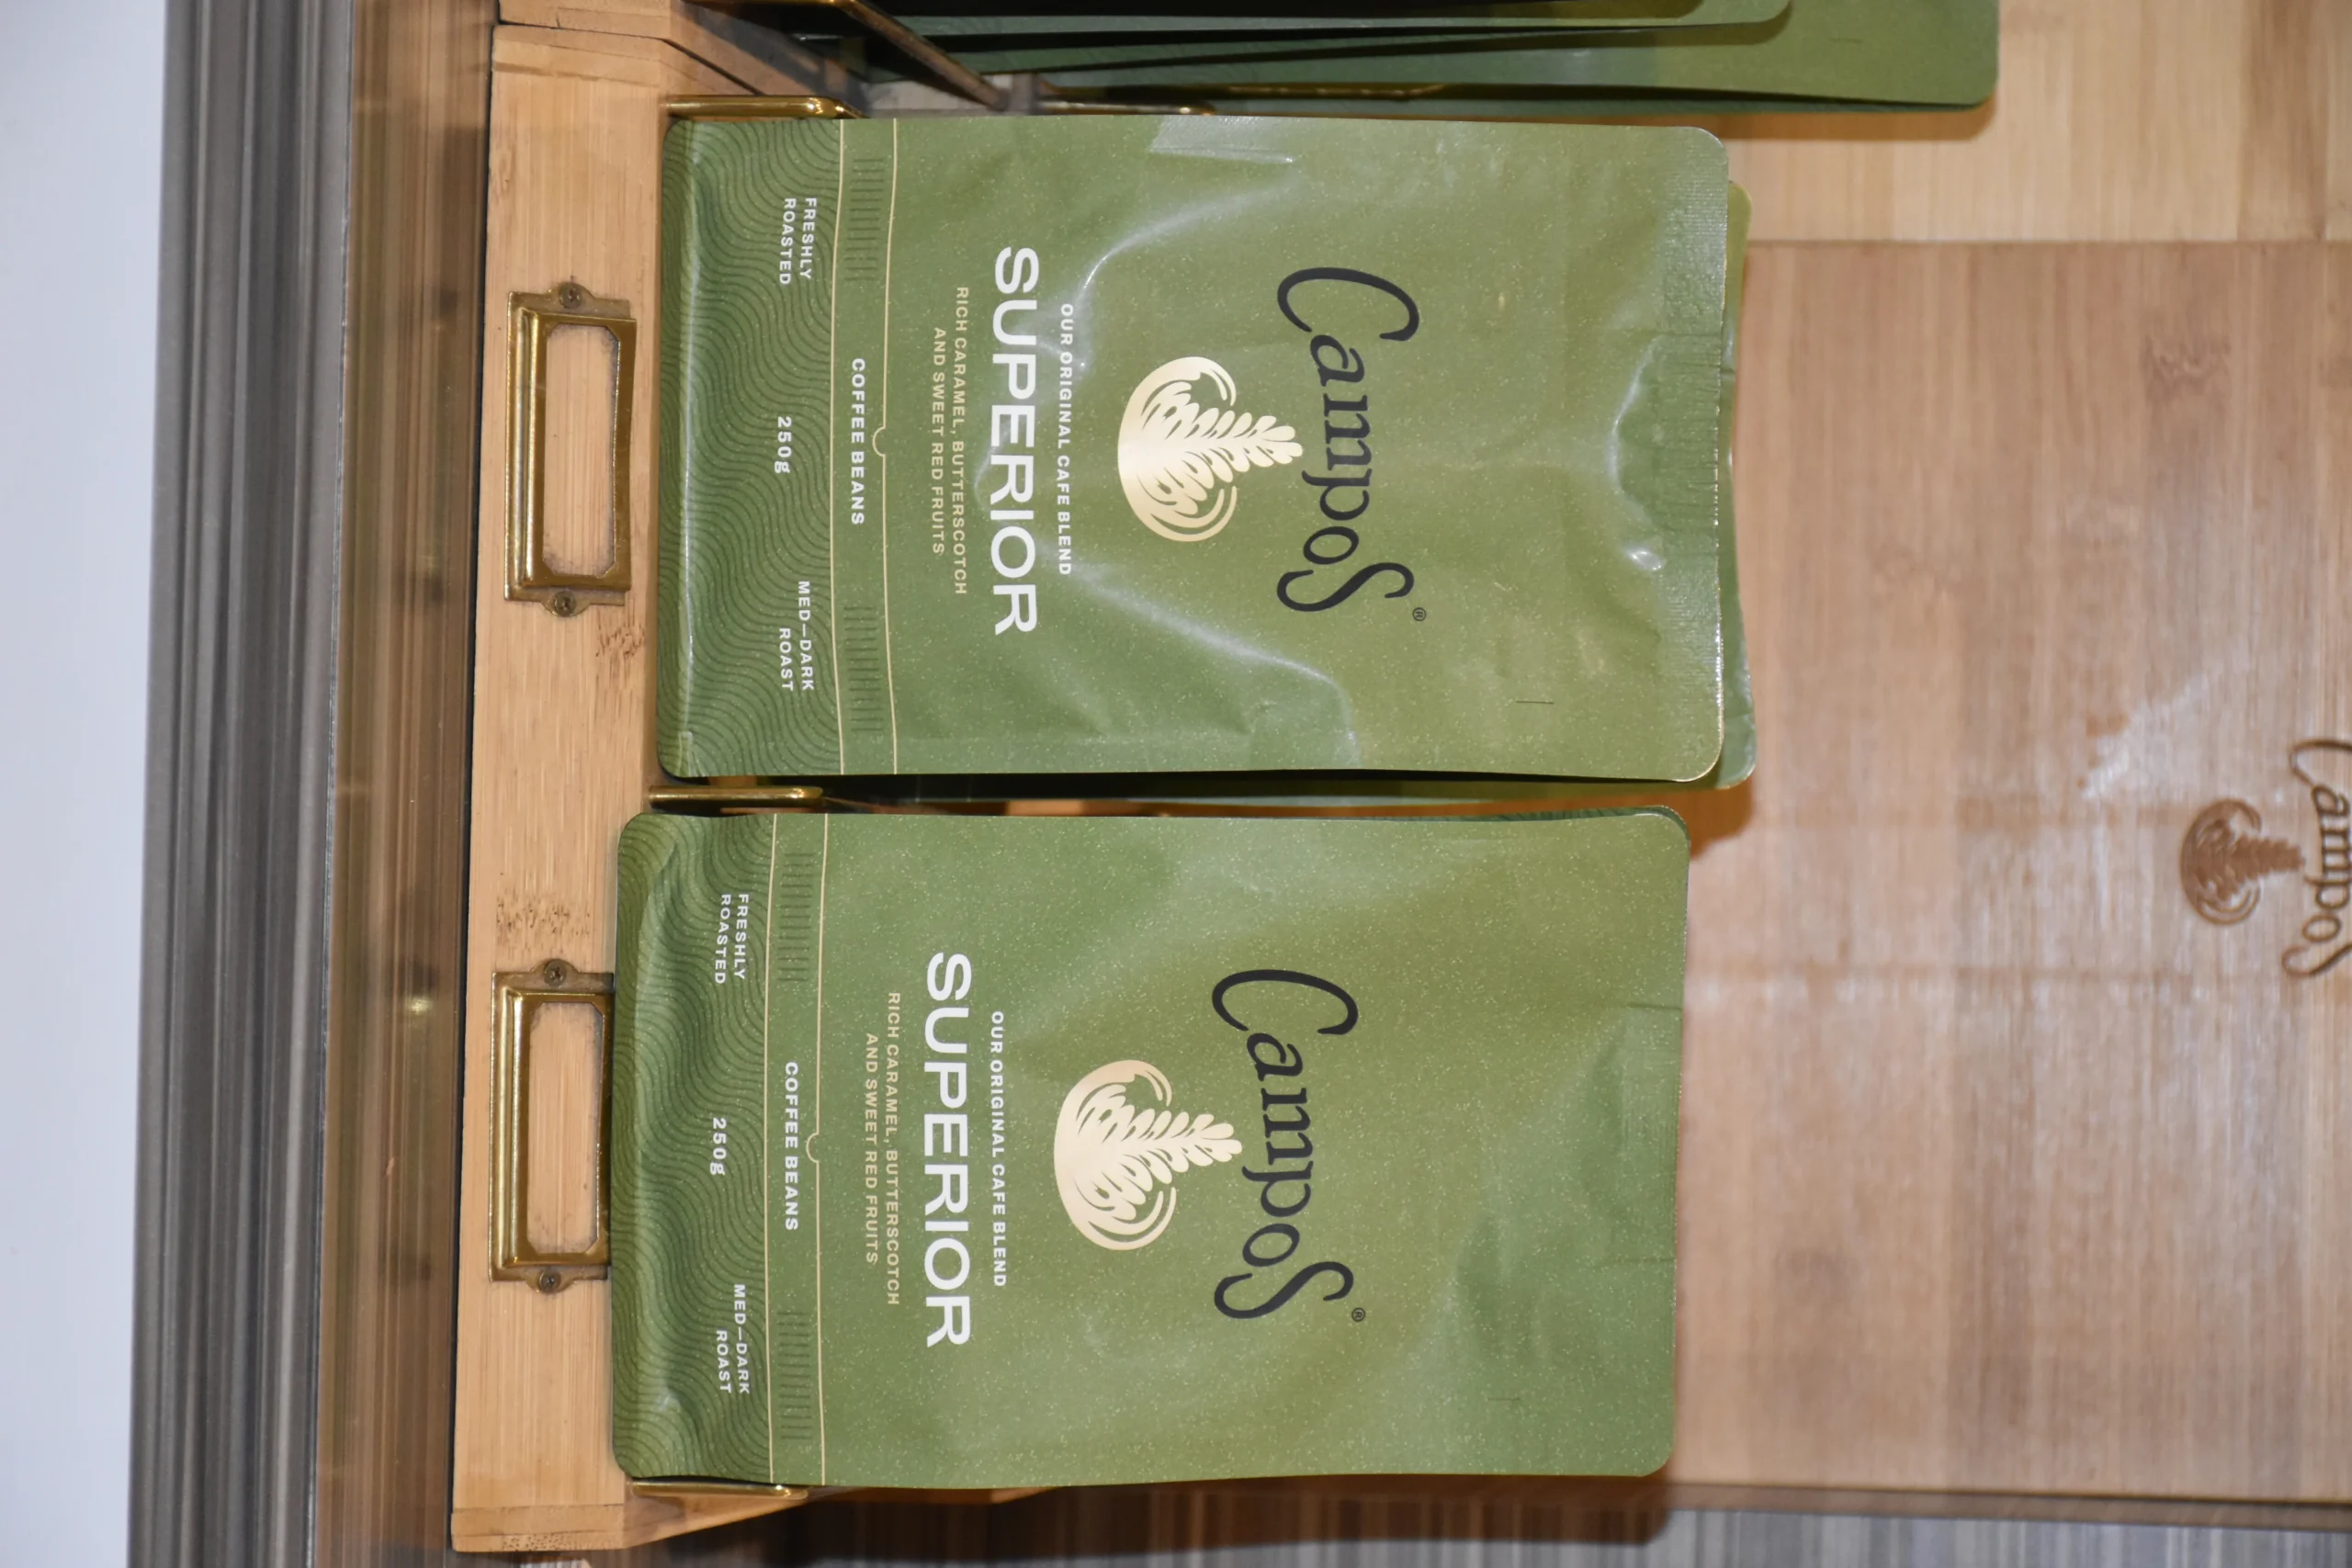 Campos®
OUR ORIGINAL CAFE BLEND
SUPERIOR
RICH CARAMEL, BUTTERSCOTCH
AND SWEET RED FRUITS
COFFEE BEANS
FRESHLY
ROASTED
250g
MED—DARK
ROAST
Campos®
OUR ORIGINAL CAFE BLEND
SUPERIOR
RICH CARAMEL, BUTTERSCOTCH
AND SWEET RED FRUITS
COFFEE BEANS
FRESHLY
ROASTED
250g
MED—DARK
ROAST
Campos